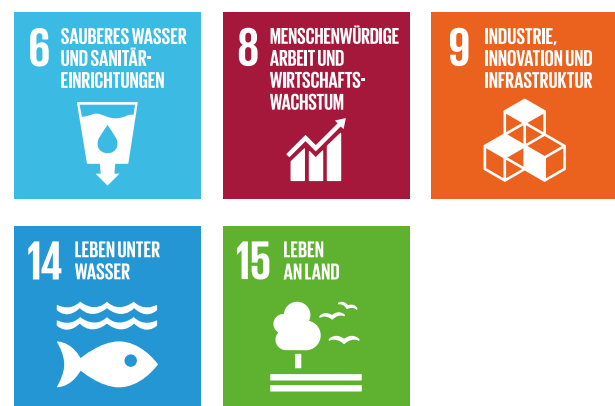 6 SAUBERES WASSER
UND SANITÄR-
EINRICHTUNGEN
8 MENSCHENWÜRDIGE
ARBEIT UND
WIRTSCHAFTS-
WACHSTUM
9 INDUSTRIE,
INNOVATION UND
INFRASTRUKTUR
14 LEBEN UNTER
WASSER
15 LEBEN
AN LAND